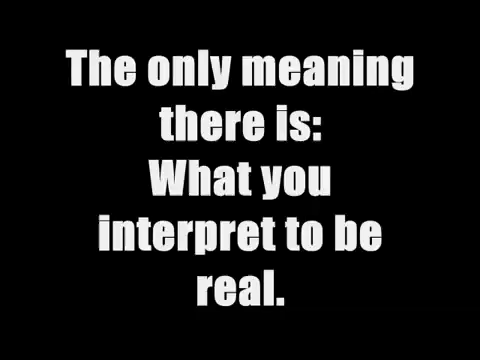 The only meaning
there is:
What you
interpret to be
real.